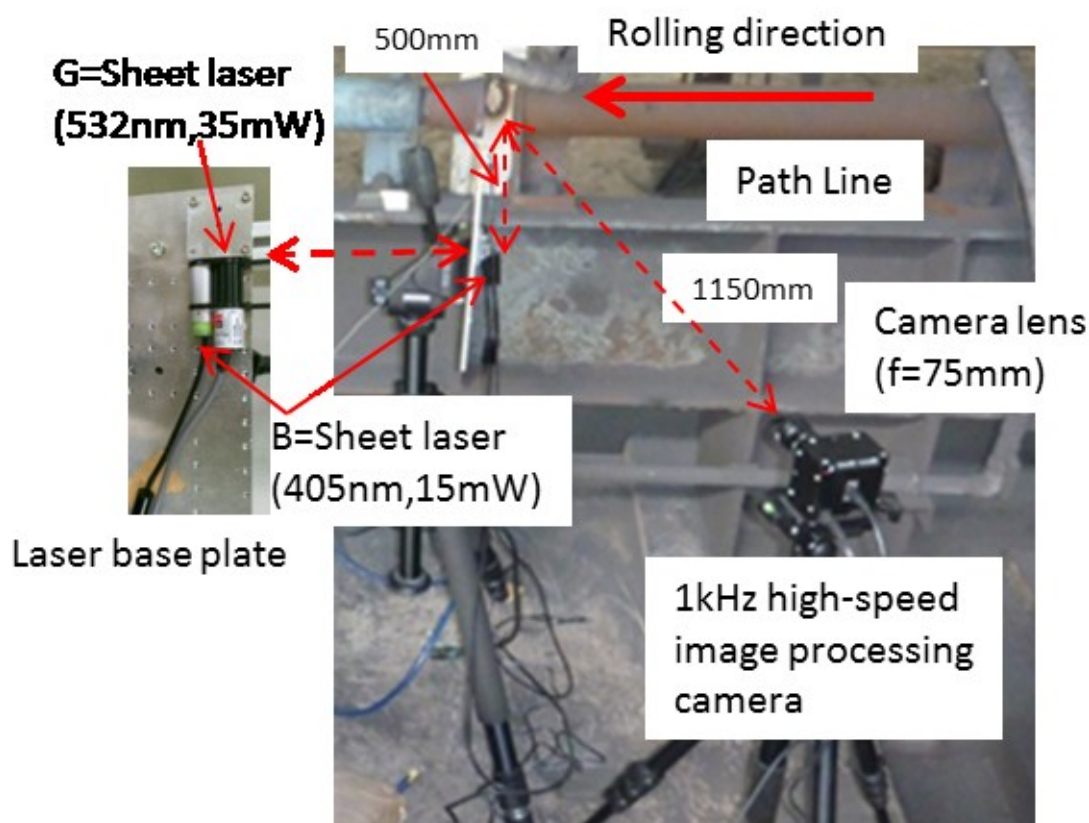 500mm
Rolling direction
G=Sheet laser
(532nm,35mW)
Path Line
1150mm
Camera lens
(f=75mm)
B=Sheet laser
(405nm,15mW)
Laser base plate
1kHz high-speed
image processing
camera